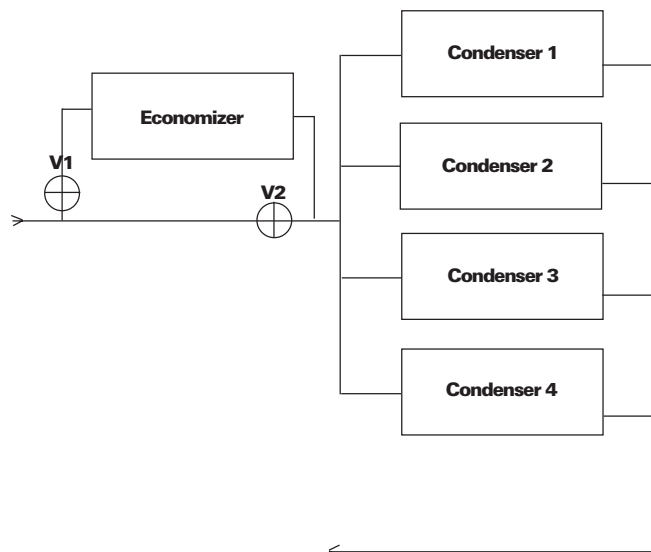 Condenser 1
Economizer
V1
Condenser 2
V2
Condenser 3
Condenser 4